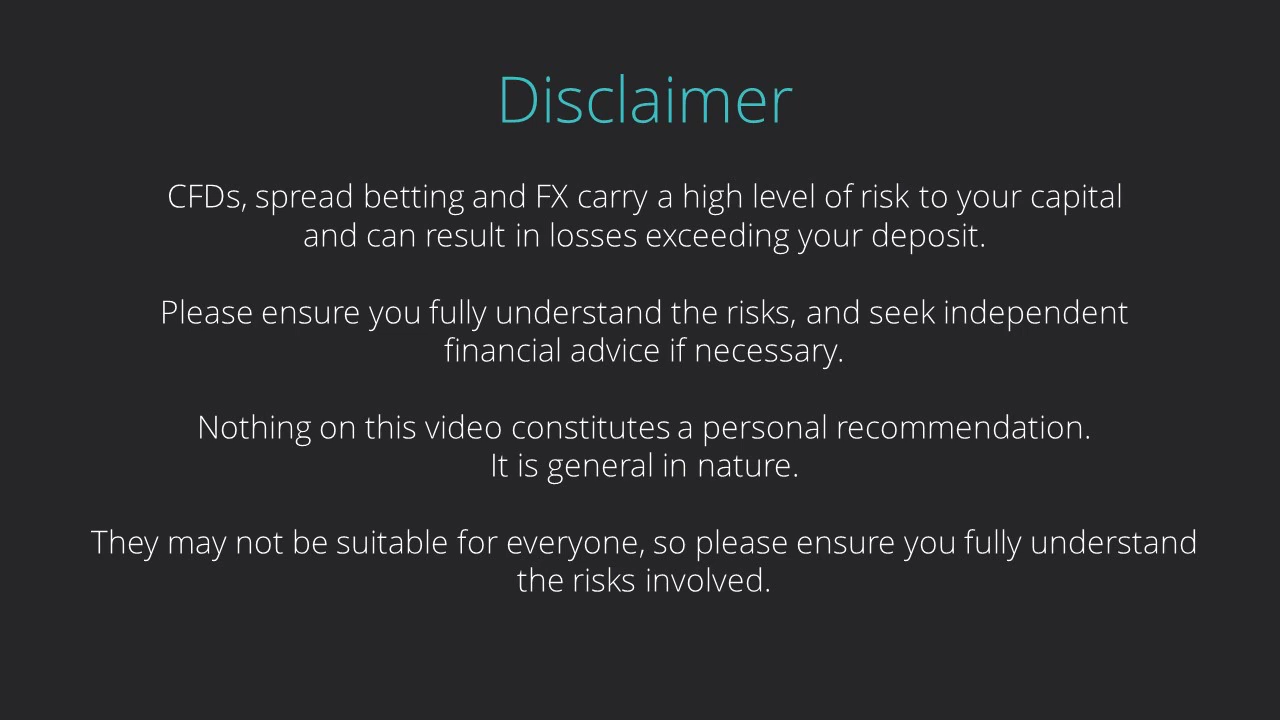 Disclaimer
CFDs, spread betting and FX carry a high level of risk to your capital
and can result in losses exceeding your deposit.
Please ensure you fully understand the risks, and seek independent
financial advice if necessary.
Nothing on this video constitutes a personal recommendation.
It is general in nature.
They may not be suitable for everyone, so please ensure you fully understand
the risks involved.